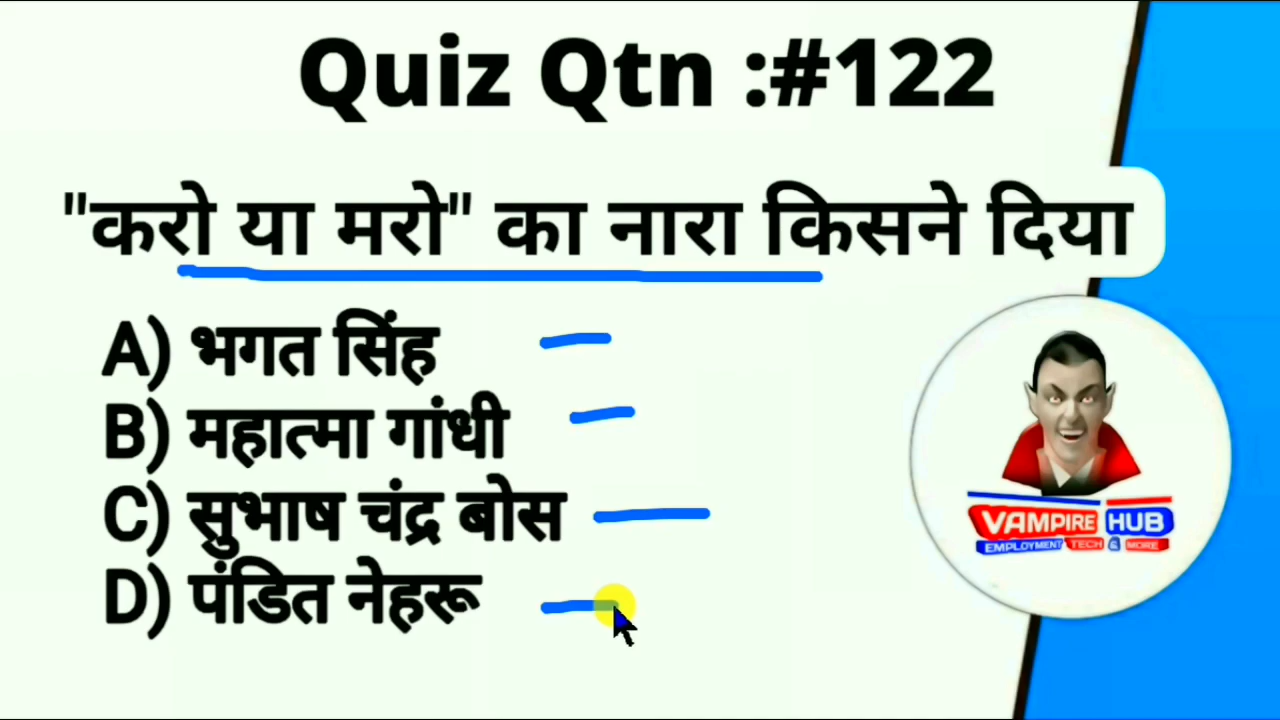 Quiz Qtn :#122
"करो या मरो" का नारा किसने दिया
A) भगत सिंह
B) महात्मा गांधी
C) सुभाष चंद्र बोस
D) पंडित नेहरू
VAMPIRE HUB
EMPLOYMENT TECH & MORE